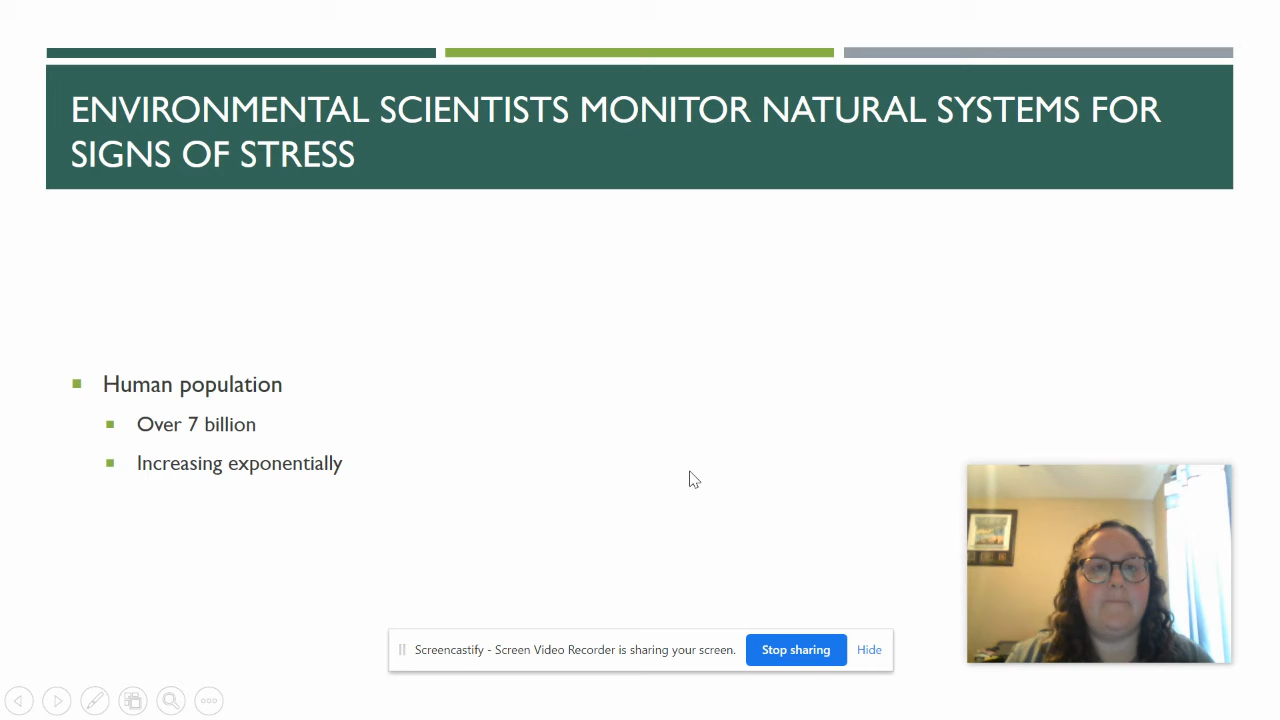 ENVIRONMENTAL SCIENTISTS MONITOR NATURAL SYSTEMS FOR
SIGNS OF STRESS
Human population
Over 7 billion
Increasing exponentially
Screencastify - Screen Video Recorder is sharing your screen.
Stop sharing
Hide